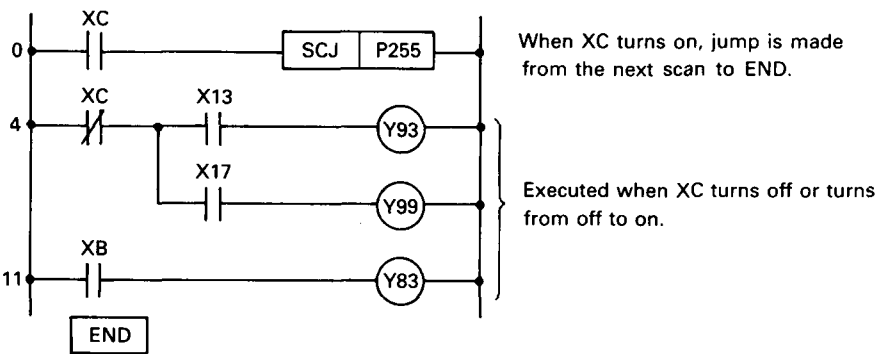 XC
0 SCJ P255
When XC turns on, jump is made
from the next scan to END.
XC X13
4 Y93
X17
Y99
Executed when XC turns off or turns
from off to on.
XB
11 Y83
END